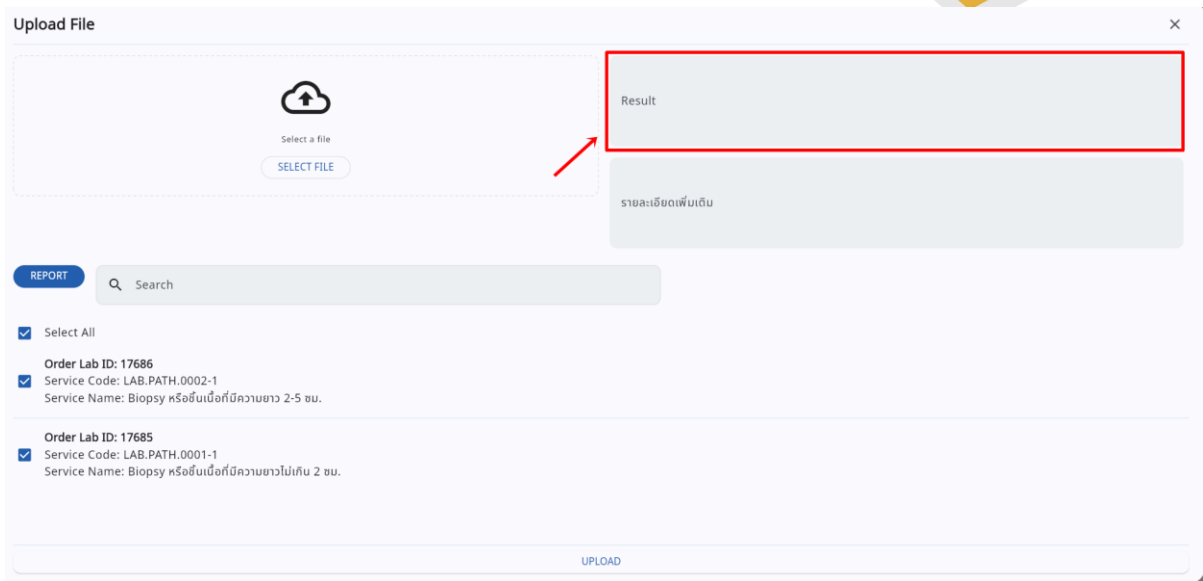 Upload File
Select a file
SELECT FILE
Result
รายละเอียดเพิ่มเติม
REPORT
Search
Select All
Order Lab ID: 17686
Service Code: LAB.PATH.0002-1
Service Name: Biopsy หรือชิ้นเนื้อที่มีความยาว 2-5 ซม.
Order Lab ID: 17685
Service Code: LAB.PATH.0001-1
Service Name: Biopsy หรือชิ้นเนื้อที่มีความยาวไม่เกิน 2 ซม.
UPLOAD